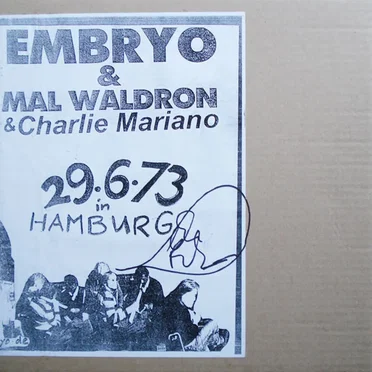 EMBRYO
&
MAL WALDRON
& Charlie Mariano
29.6.73
in
HAMBURG